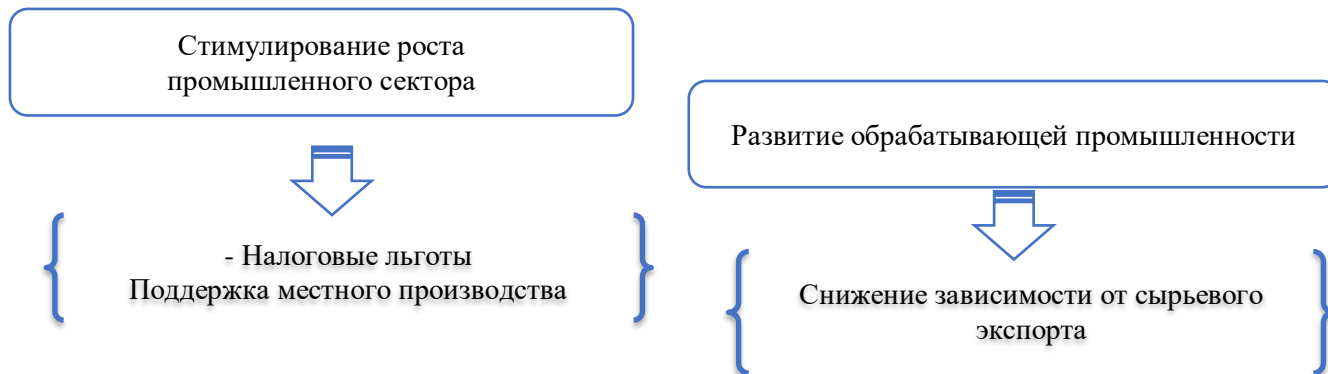 Стимулирование роста
промышленного сектора
- Налоговые льготы
Поддержка местного производства
Развитие обрабатывающей промышленности
Снижение зависимости от сырьевого
экспорта